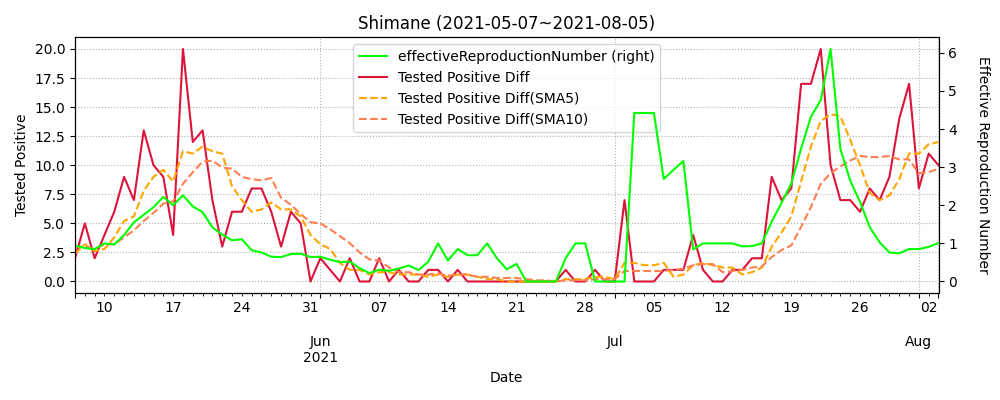 Shimane (2021-05-07~2021-08-05)
effectiveReproductionNumber (right)
Tested Positive Diff
Tested Positive Diff(SMA5)
Tested Positive Diff(SMA10)
Tested Positive
20.0
17.5
15.0
12.5
10.0
7.5
5.0
2.5
0.0
6
5
4
3
2
1
0
Effective Reproduction Number
10 17 24 31 07 14 21 28 05 12 19 26 02
Jun Jul Aug
2021
Date